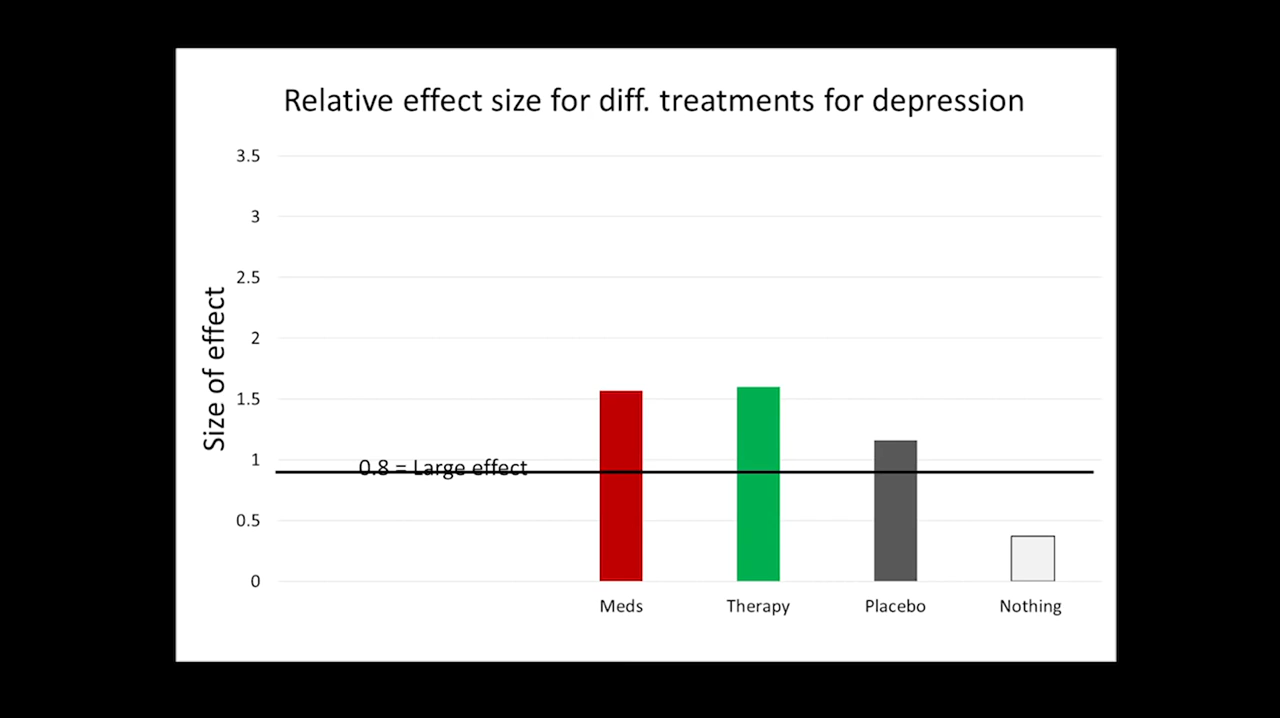 Relative effect size for diff. treatments for depression
3.5
3
2.5
2
1.5
1
0.5
0
Size of effect
0.8 = Large effect
Meds Therapy Placebo Nothing